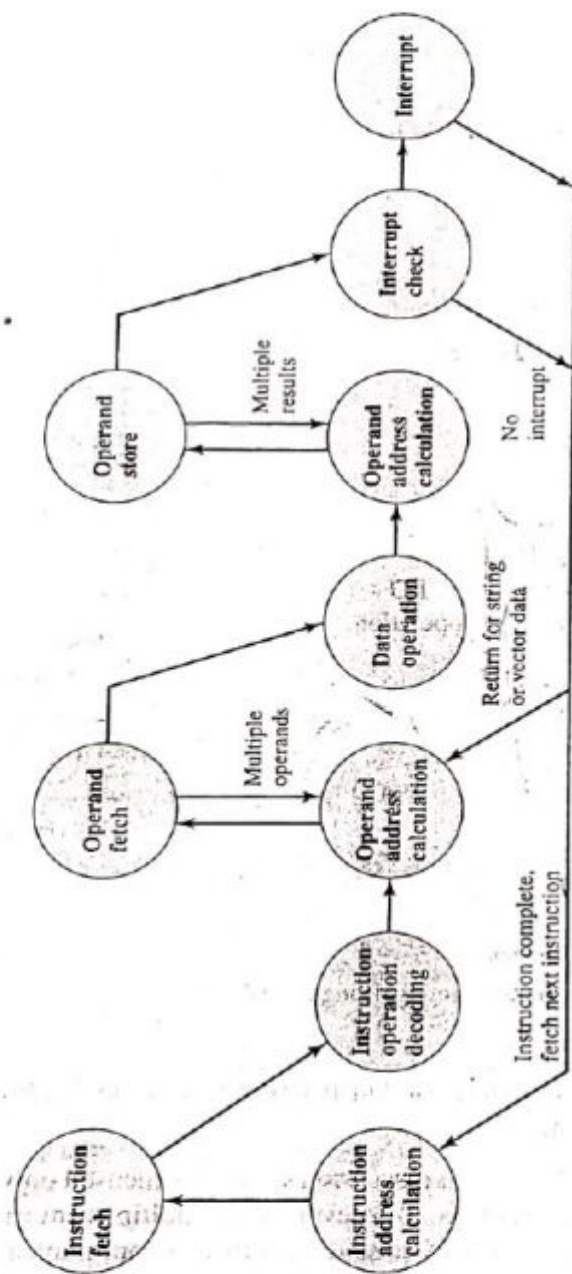 Instruction
fetch
Operand
fetch
Operand
store
Multiple
operands
Multiple
results
Instruction
address
calculation
Instruction
operation
decoding
Operand
address
calculation
Data
operation
Operand
address
calculation
Interrupt
check
Interrupt
Instruction complete,
fetch next instruction
Return for string
or vector data
No
interrupt